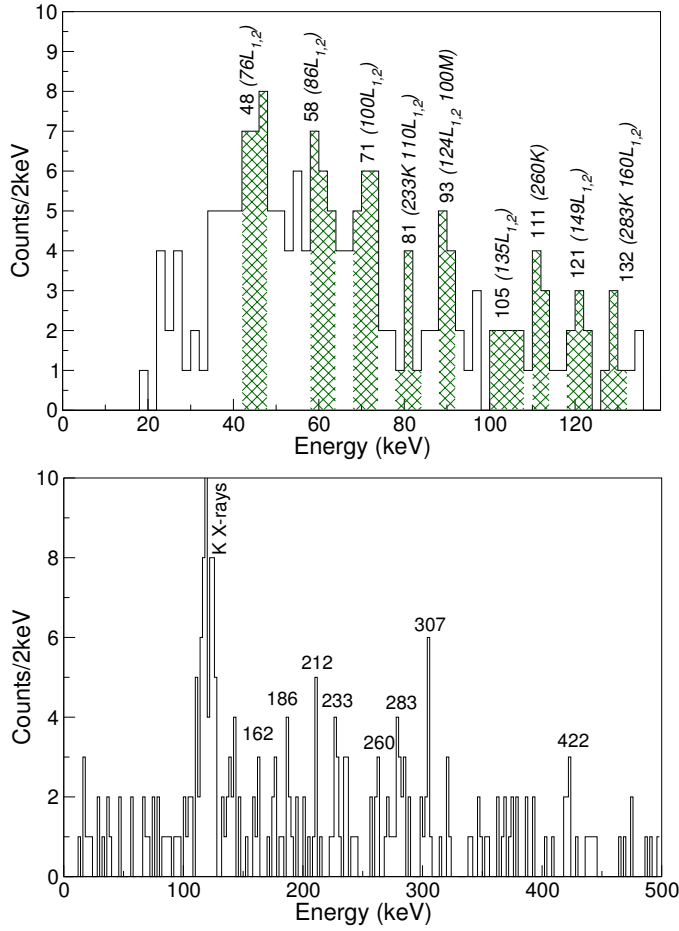 10
9
8
7
6
5
4
3
2
1
0
Counts/2keV
48 (76L1,2)
58 (86L1,2)
71 (100L1,2)
81 (233K 110L1,2)
93 (124L1,2 100M)
105 (135L1,2)
111 (260K)
121 (149L1,2)
132 (283K 160L1,2)
0 20 40 60 80 100 120
Energy (keV)
10
8
6
4
2
0
Counts/2keV
K X-rays
162
186
212
233
260
283
307
422
0 100 200 300 400 500
Energy (keV)